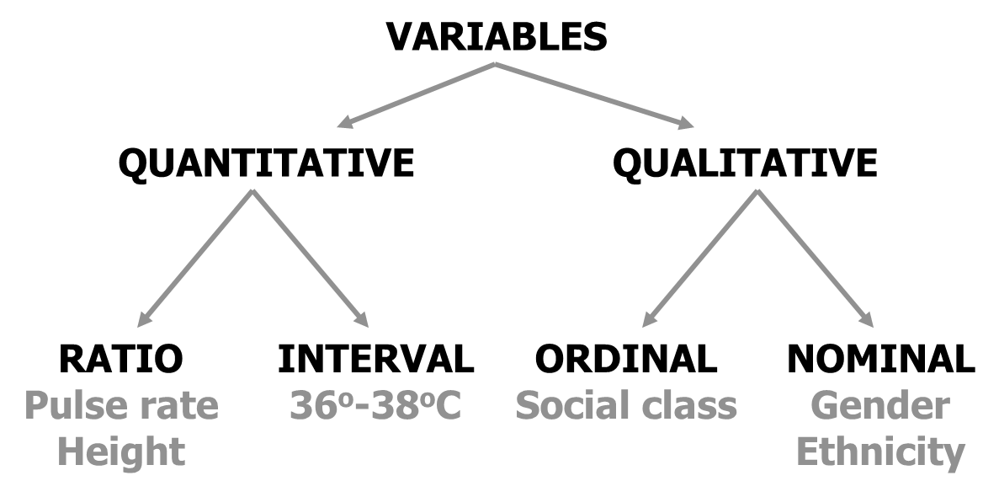 VARIABLES
QUANTITATIVE
QUALITATIVE
RATIO
Pulse rate
Height
INTERVAL
36º-38ºC
ORDINAL
Social class
NOMINAL
Gender
Ethnicity